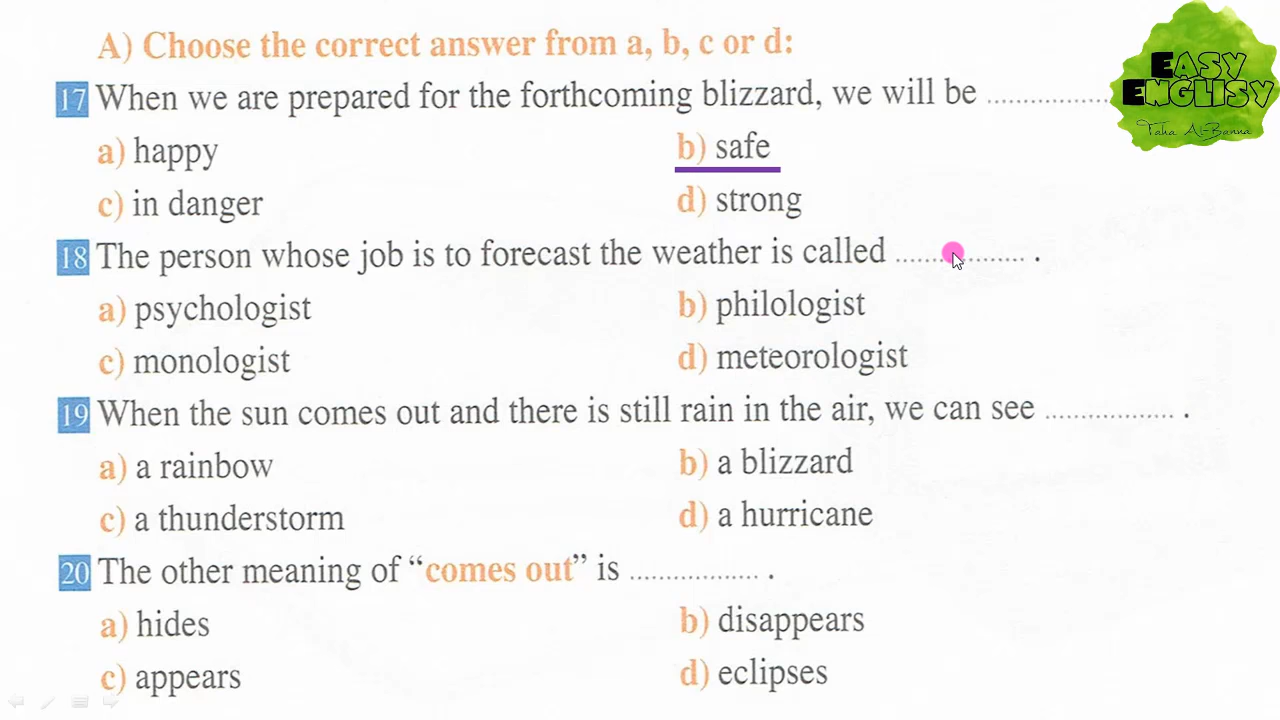 A) Choose the correct answer from a, b, c or d:
EASY
ENGLISY
Taha Al-Banna
17 When we are prepared for the forthcoming blizzard, we will be ..................
a) happy
b) safe
c) in danger
d) strong
18 The person whose job is to forecast the weather is called .................. .
a) psychologist
b) philologist
c) monologist
d) meteorologist
19 When the sun comes out and there is still rain in the air, we can see .................. .
a) a rainbow
b) a blizzard
c) a thunderstorm
d) a hurricane
20 The other meaning of “comes out” is .................. .
a) hides
b) disappears
c) appears
d) eclipses